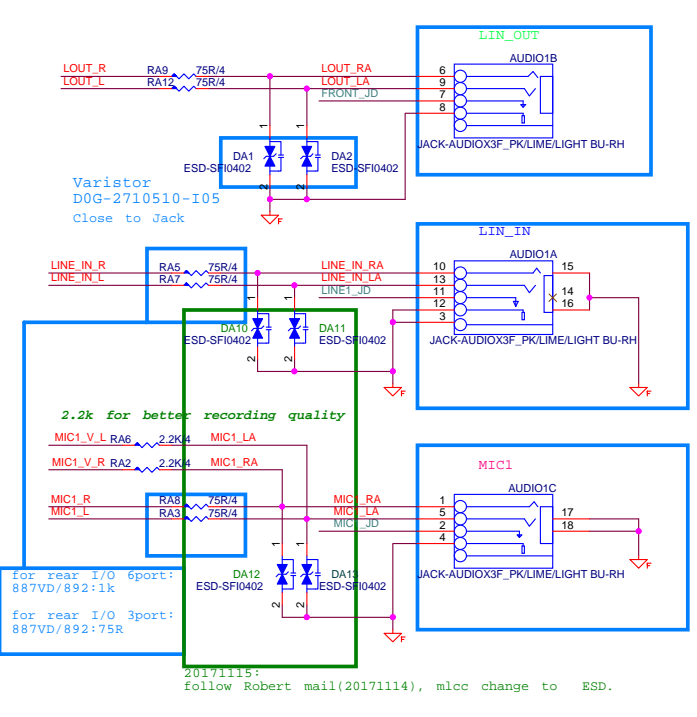 LIN_OUT
AUDIO1B
LOUT_R RA9 75R/4 LOUT_RA 6
LOUT_L RA12 75R/4 LOUT_LA 9
FRONT_JD 7
8
JACK-AUDIOX3F_PK/LIME/LIGHT BU-RH
1 1
DA1 DA2
ESD-SFI0402 ESD-SFI0402
2 2
Varistor
D0G-2710510-I05
Close to Jack
F
LIN_IN
AUDIO1A
LINE_IN_R RA5 75R/4 LINE_IN_RA 10 15
LINE_IN_L RA7 75R/4 LINE_IN_LA 13
LINE1_JD 11 14
12 16
3
1 1
DA10 DA11
ESD-SFI0402 ESD-SFI0402
JACK-AUDIOX3F_PK/LIME/LIGHT BU-RH
2 2
F F
2.2k for better recording quality
MIC1_V_L RA6 2.2K/4 MIC1_LA
MIC1_V_R RA2 2.2K/4 MIC1_RA
MIC1
AUDIO1C
MIC1_R RA8 75R/4 MIC1_RA 1
MIC1_L RA3 75R/4 MIC1_LA 5 17
MIC1_JD 2 18
4
1 1
DA12 DA13
ESD-SFI0402 ESD-SFI0402
JACK-AUDIOX3F_PK/LIME/LIGHT BU-RH
2 2
F F
for rear I/O 6port:
887VD/892:1k
for rear I/O 3port:
887VD/892:75R
20171115:
follow Robert mail(20171114), mlcc change to ESD.